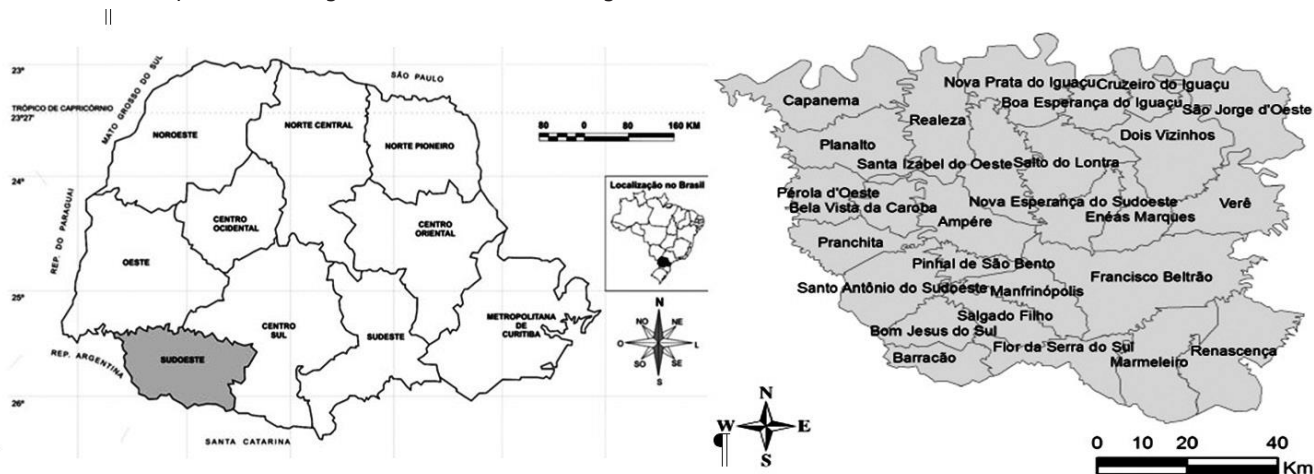 23º
TRÓPICO DE CAPRICÓRNIO
23º27'
24º
25º
26º
MATO GROSSO DO SUL
SÃO PAULO
REP. DO PARAGUAI
REP. ARGENTINA
SANTA CATARINA
NOROESTE
NORTE CENTRAL
NORTE PIONEIRO
CENTRO
OCIDENTAL
CENTRO
ORIENTAL
OESTE
CENTRO
SUL
SUDESTE
METROPOLITANA
DE
CURITIBA
SUDOESTE
80 0 80 160 KM
Localização no Brasil
N
NO NE
O L
SO SE
S
Nova Prata do Iguaçu
Cruzeiro do Iguaçu
Capanema
Boa Esperança do Iguaçu
São Jorge d'Oeste
Realeza
Dois Vizinhos
Planalto
Santa Izabel do Oeste
Salto do Lontra
Pérola d'Oeste
Nova Esperança do Sudoeste
Verê
Bela Vista da Caroba
Enéas Marques
Ampére
Pranchita
Pinhal de São Bento
Francisco Beltrão
Santo Antônio do Sudoeste
Manfrinópolis
Salgado Filho
Bom Jesus do Sul
Flor da Serra do Sul
Renascença
Barracão
Marmeleiro
N
W E
S
¶
0 10 20 40
Km